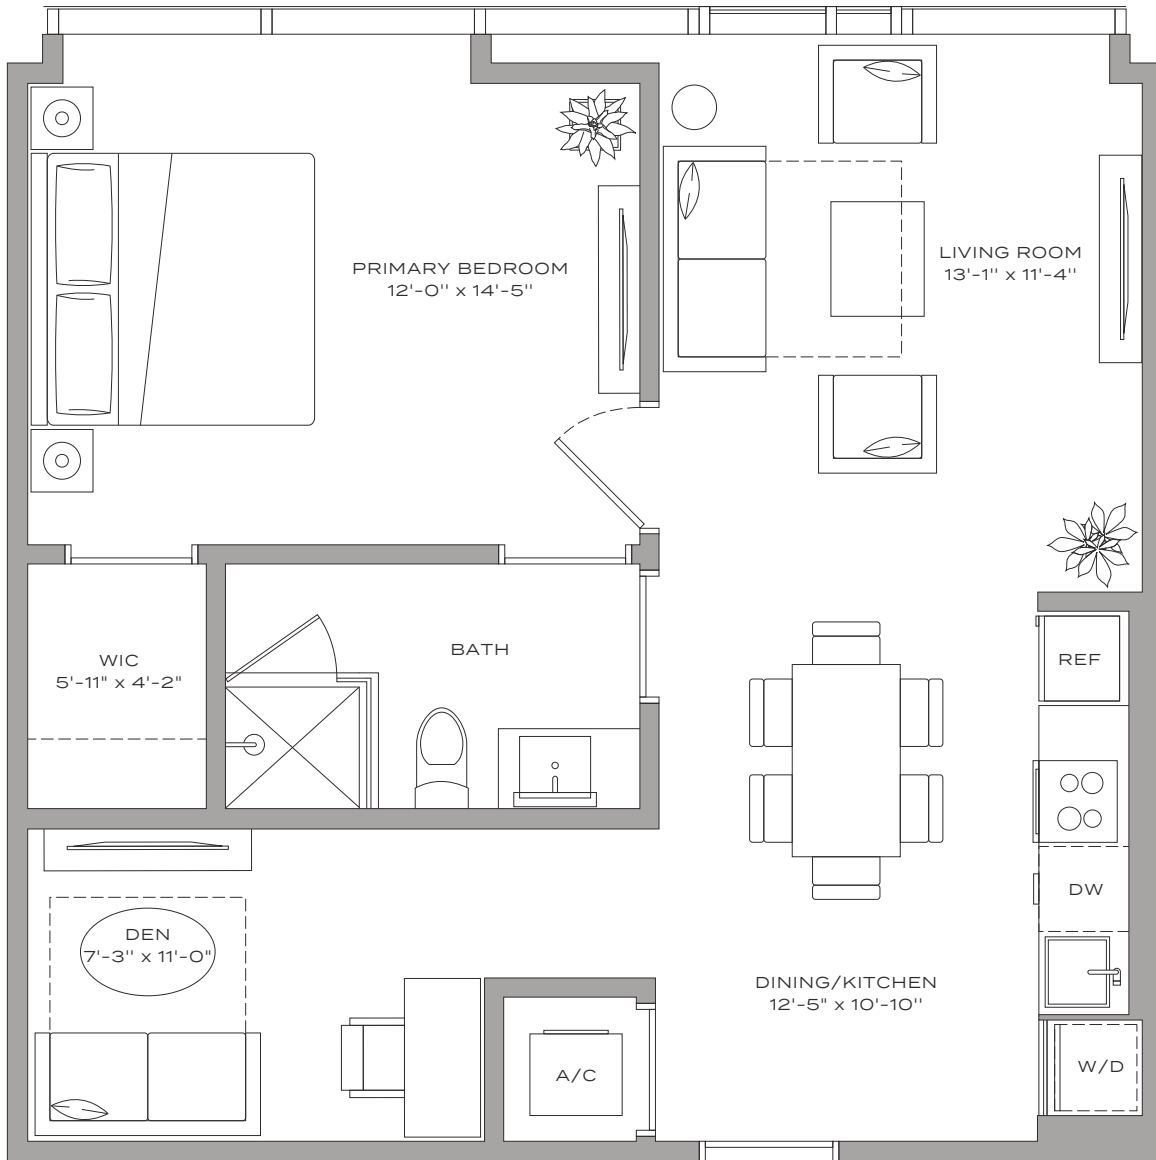 PRIMARY BEDROOM
12'-0'' x 14'-5''
LIVING ROOM
13'-1'' x 11'-4''
WIC
5'-11" x 4'-2"
BATH
REF
DW
DEN
7'-3'' x 11'-0"
DINING/KITCHEN
12'-5" x 10'-10''
A/C
W/D